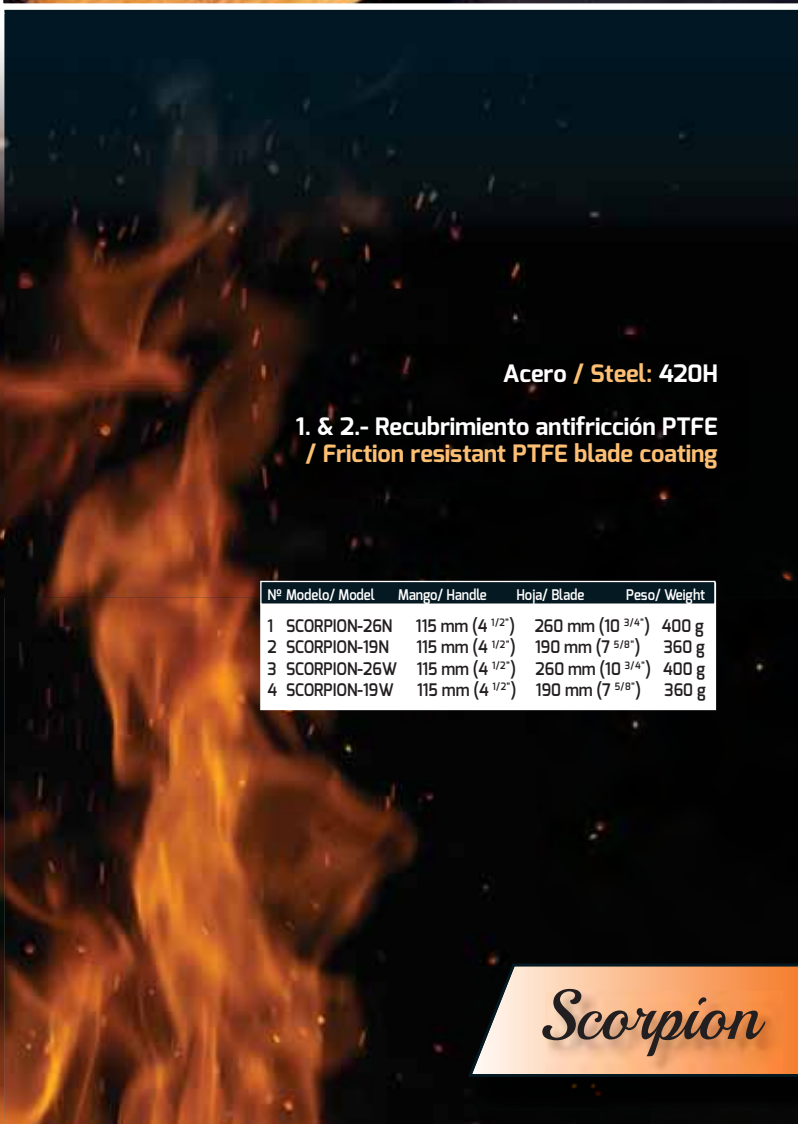 Acero / Steel: 420H
1. & 2.- Recubrimiento antifricción PTFE
/ Friction resistant PTFE blade coating
Nº Modelo/ Model Mango/ Handle Hoja/ Blade Peso/ Weight
1 SCORPION-26N 115 mm (4 1/2") 260 mm (10 3/4") 400 g
2 SCORPION-19N 115 mm (4 1/2") 190 mm (7 5/8") 360 g
3 SCORPION-26W 115 mm (4 1/2") 260 mm (10 3/4") 400 g
4 SCORPION-19W 115 mm (4 1/2") 190 mm (7 5/8") 360 g
Scorpion